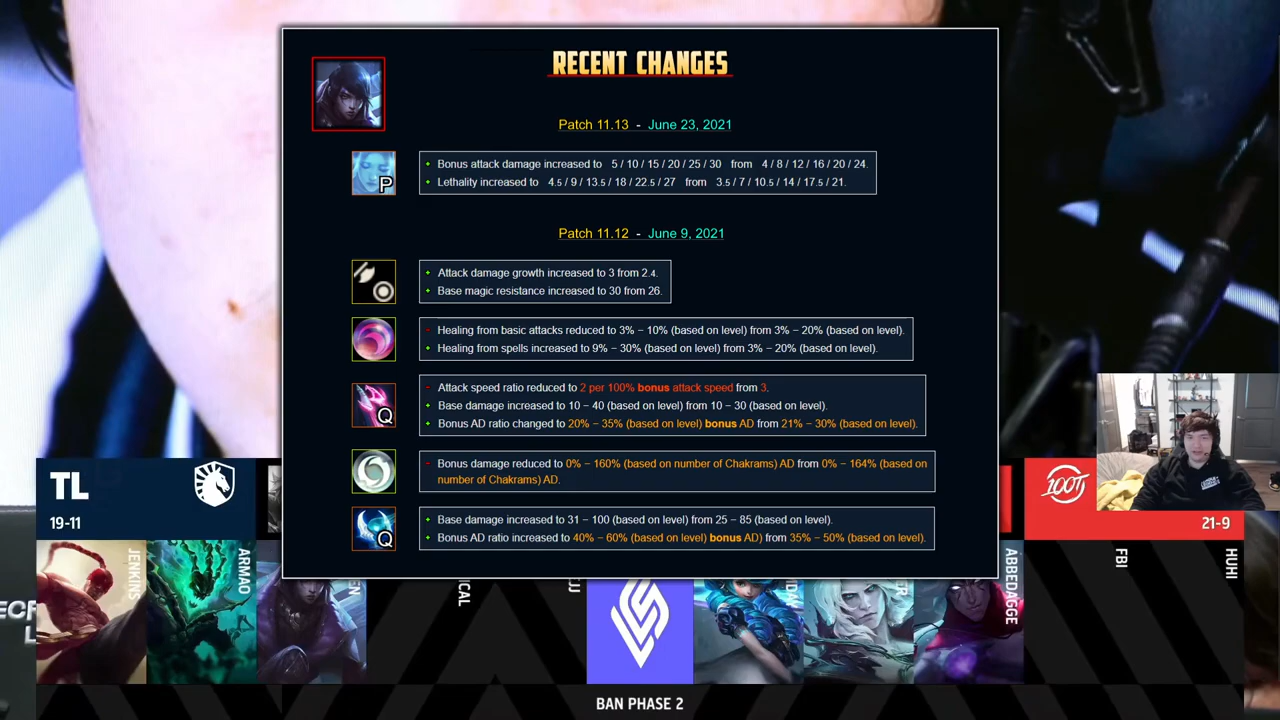 RECENT CHANGES
Patch 11.13 - June 23, 2021
P
Bonus attack damage increased to 5 / 10 / 15 / 20 / 25 / 30 from 4 / 8 / 12 / 16 / 20 / 24.
Lethality increased to 4.5 / 9 / 13.5 / 18 / 22.5 / 27 from 3.5 / 7 / 10.5 / 14 / 17.5 / 21.
Patch 11.12 - June 9, 2021
Attack damage growth increased to 3 from 2.4.
Base magic resistance increased to 30 from 26.
Healing from basic attacks reduced to 3% – 10% (based on level) from 3% – 20% (based on level).
Healing from spells increased to 9% – 30% (based on level) from 3% – 20% (based on level).
Q
Attack speed ratio reduced to 2 per 100% bonus attack speed from 3.
Base damage increased to 10 – 40 (based on level) from 10 – 30 (based on level).
Bonus AD ratio changed to 20% – 35% (based on level) bonus AD from 21% – 30% (based on level).
Bonus damage reduced to 0% – 160% (based on number of Chakrams) AD from 0% – 164% (based on
number of Chakrams) AD.
Q
Base damage increased to 31 – 100 (based on level) from 25 – 85 (based on level).
Bonus AD ratio increased to 40% – 60% (based on level) bonus AD) from 35% – 50% (based on level).
TL
19-11
100T
21-9
JENKINS
ARMAO
ABBEDAGGE
FBI
HUHI
BAN PHASE 2